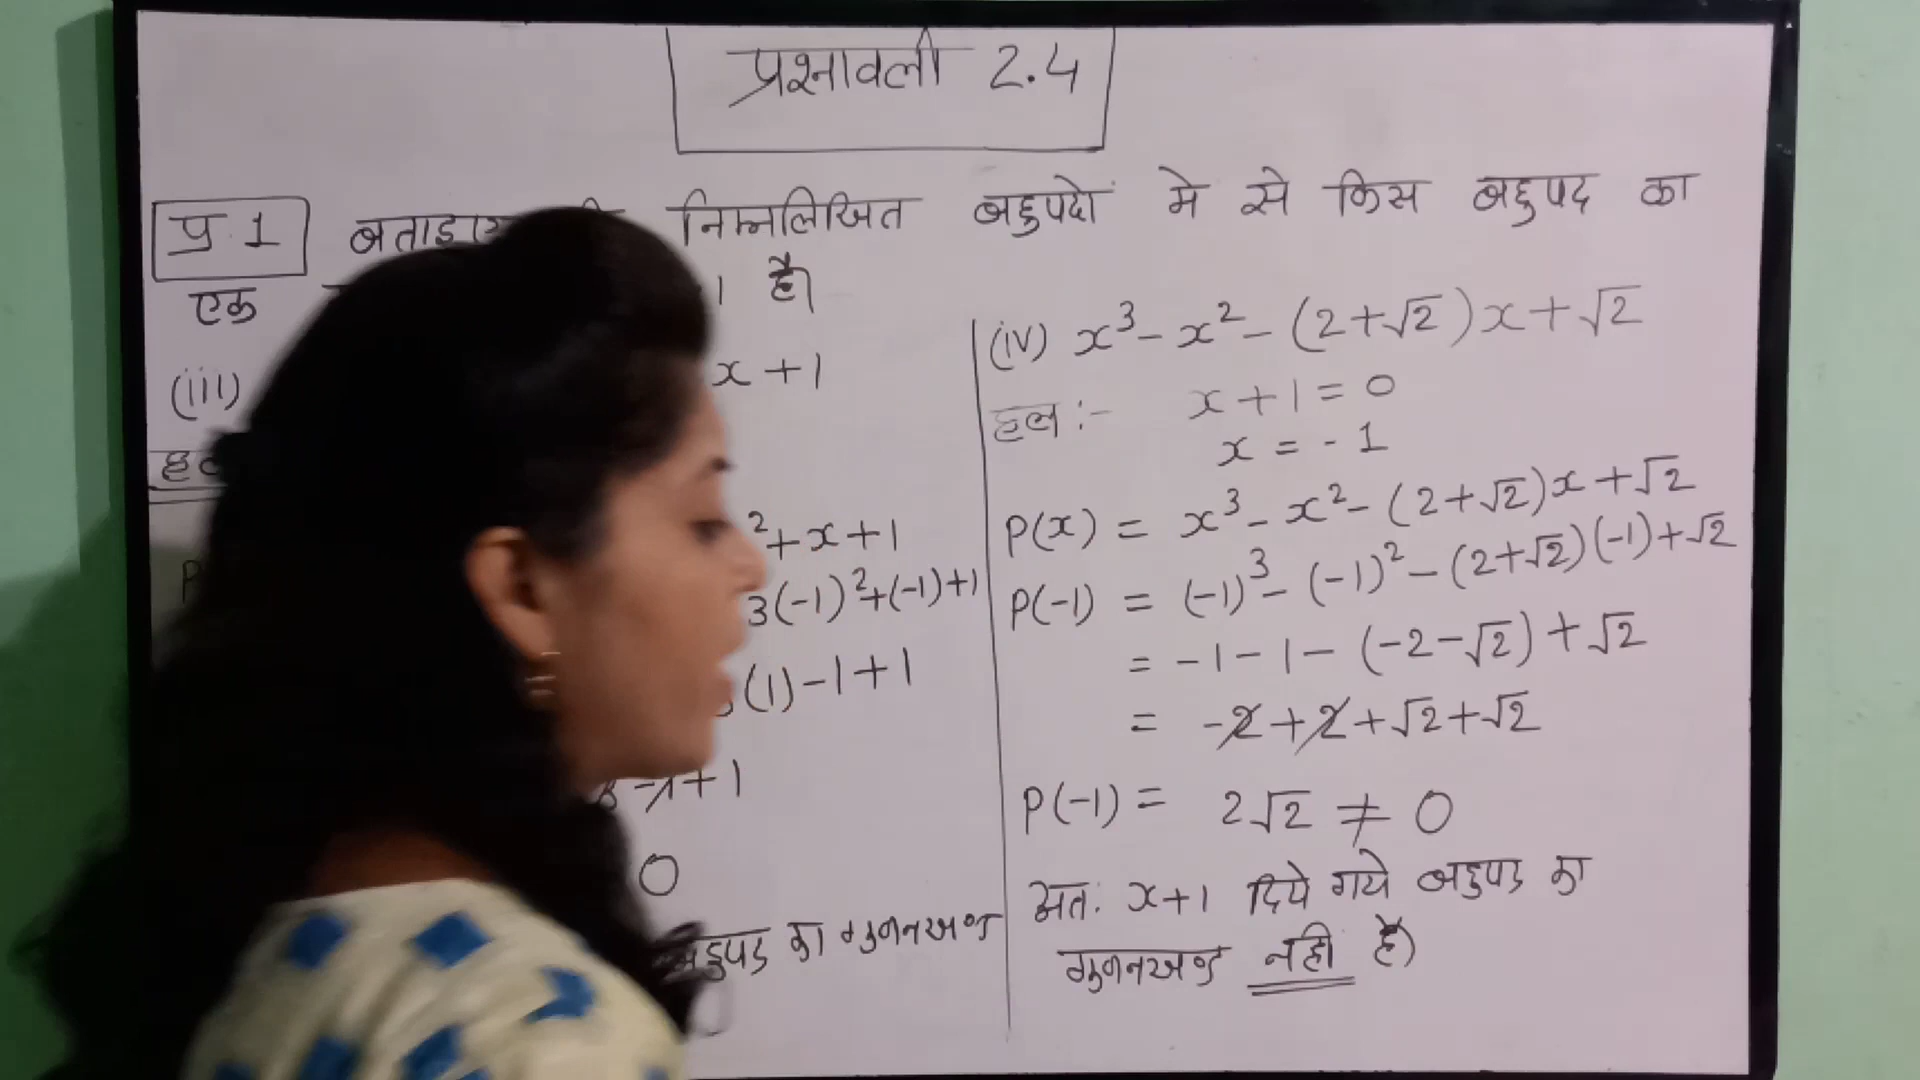 प्रश्नावली 2.4
प्र. 1 बताइए निम्नलिखित बहुपदों मे से किस बहुपद का
एक 1 है।
(iii) x + 1
²+x+1
3(-1)²+(-1)+1
(1)-1+1
+1
0
बहुपद का गुणनखण्ड
(iv) x³ - x² - (2+√2)x + √2
हल :- x + 1 = 0
x = - 1
P(x) = x³ - x² - (2+√2)x + √2
P(-1) = (-1)³ - (-1)² - (2+√2)(-1)+√2
= -1 - 1 - (-2-√2) + √2
= -2 + 2 + √2 + √2
P(-1) = 2√2 ≠ 0
अत: x+1 दिये गये बहुपद का
गुणनखण्ड नही है।